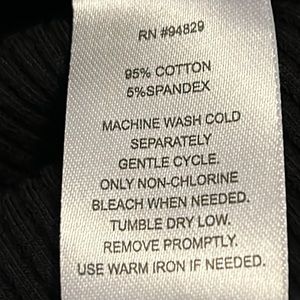 RN #94829
95% COTTON
5%SPANDEX
MACHINE WASH COLD
SEPARATELY
GENTLE CYCLE.
ONLY NON-CHLORINE
BLEACH WHEN NEEDED.
TUMBLE DRY LOW.
REMOVE PROMPTLY.
USE WARM IRON IF NEEDED.